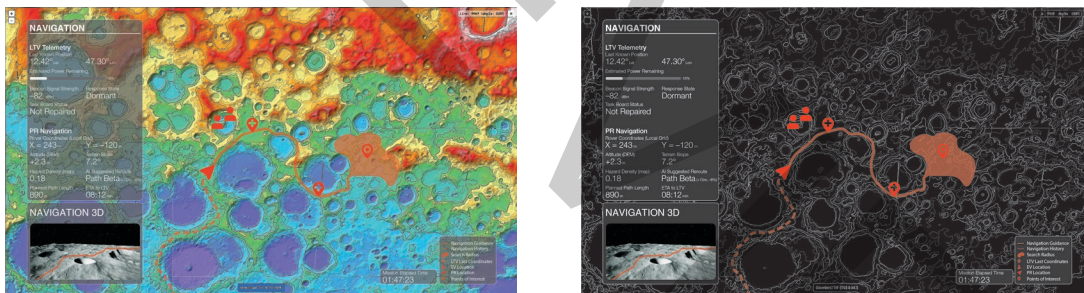 NAVIGATION
LTV Telemetry
Last Known Position
12.42° 47.30°
Estimated Power Remaining
Beacon Signal Strength Response State
-82 dBm Dormant
Task Board Status
Not Repaired
PR Navigation
Rover Coordinates (Local Grid)
X = 243 m Y = -120 m
Altitude (DEM) Terrain Slope
+2.3 m 7.2°
Hazard Density (map) AI Suggested Reroute
0.18 Path Beta
Planned Path Length ETA to LTV
890 m 08:12
NAVIGATION 3D
Navigation Guidance
Navigation History
Search Radius
LTV Last Coordinates
EV Location
PR Location
Points of Interest
Mission Elapsed Time
01:47:23
NAVIGATION
LTV Telemetry
Last Known Position
12.42° 47.30°
Estimated Power Remaining
Beacon Signal Strength Response State
-82 dBm Dormant
Task Board Status
Not Repaired
PR Navigation
Rover Coordinates (Local Grid)
X = 243 m Y = -120 m
Altitude (DEM) Terrain Slope
+2.3 m 7.2°
Hazard Density (map) AI Suggested Reroute
0.18 Path Beta
Planned Path Length ETA to LTV
890 m 08:12
NAVIGATION 3D
Navigation Guidance
Navigation History
Search Radius
LTV Last Coordinates
EV Location
PR Location
Points of Interest
Mission Elapsed Time
01:47:23